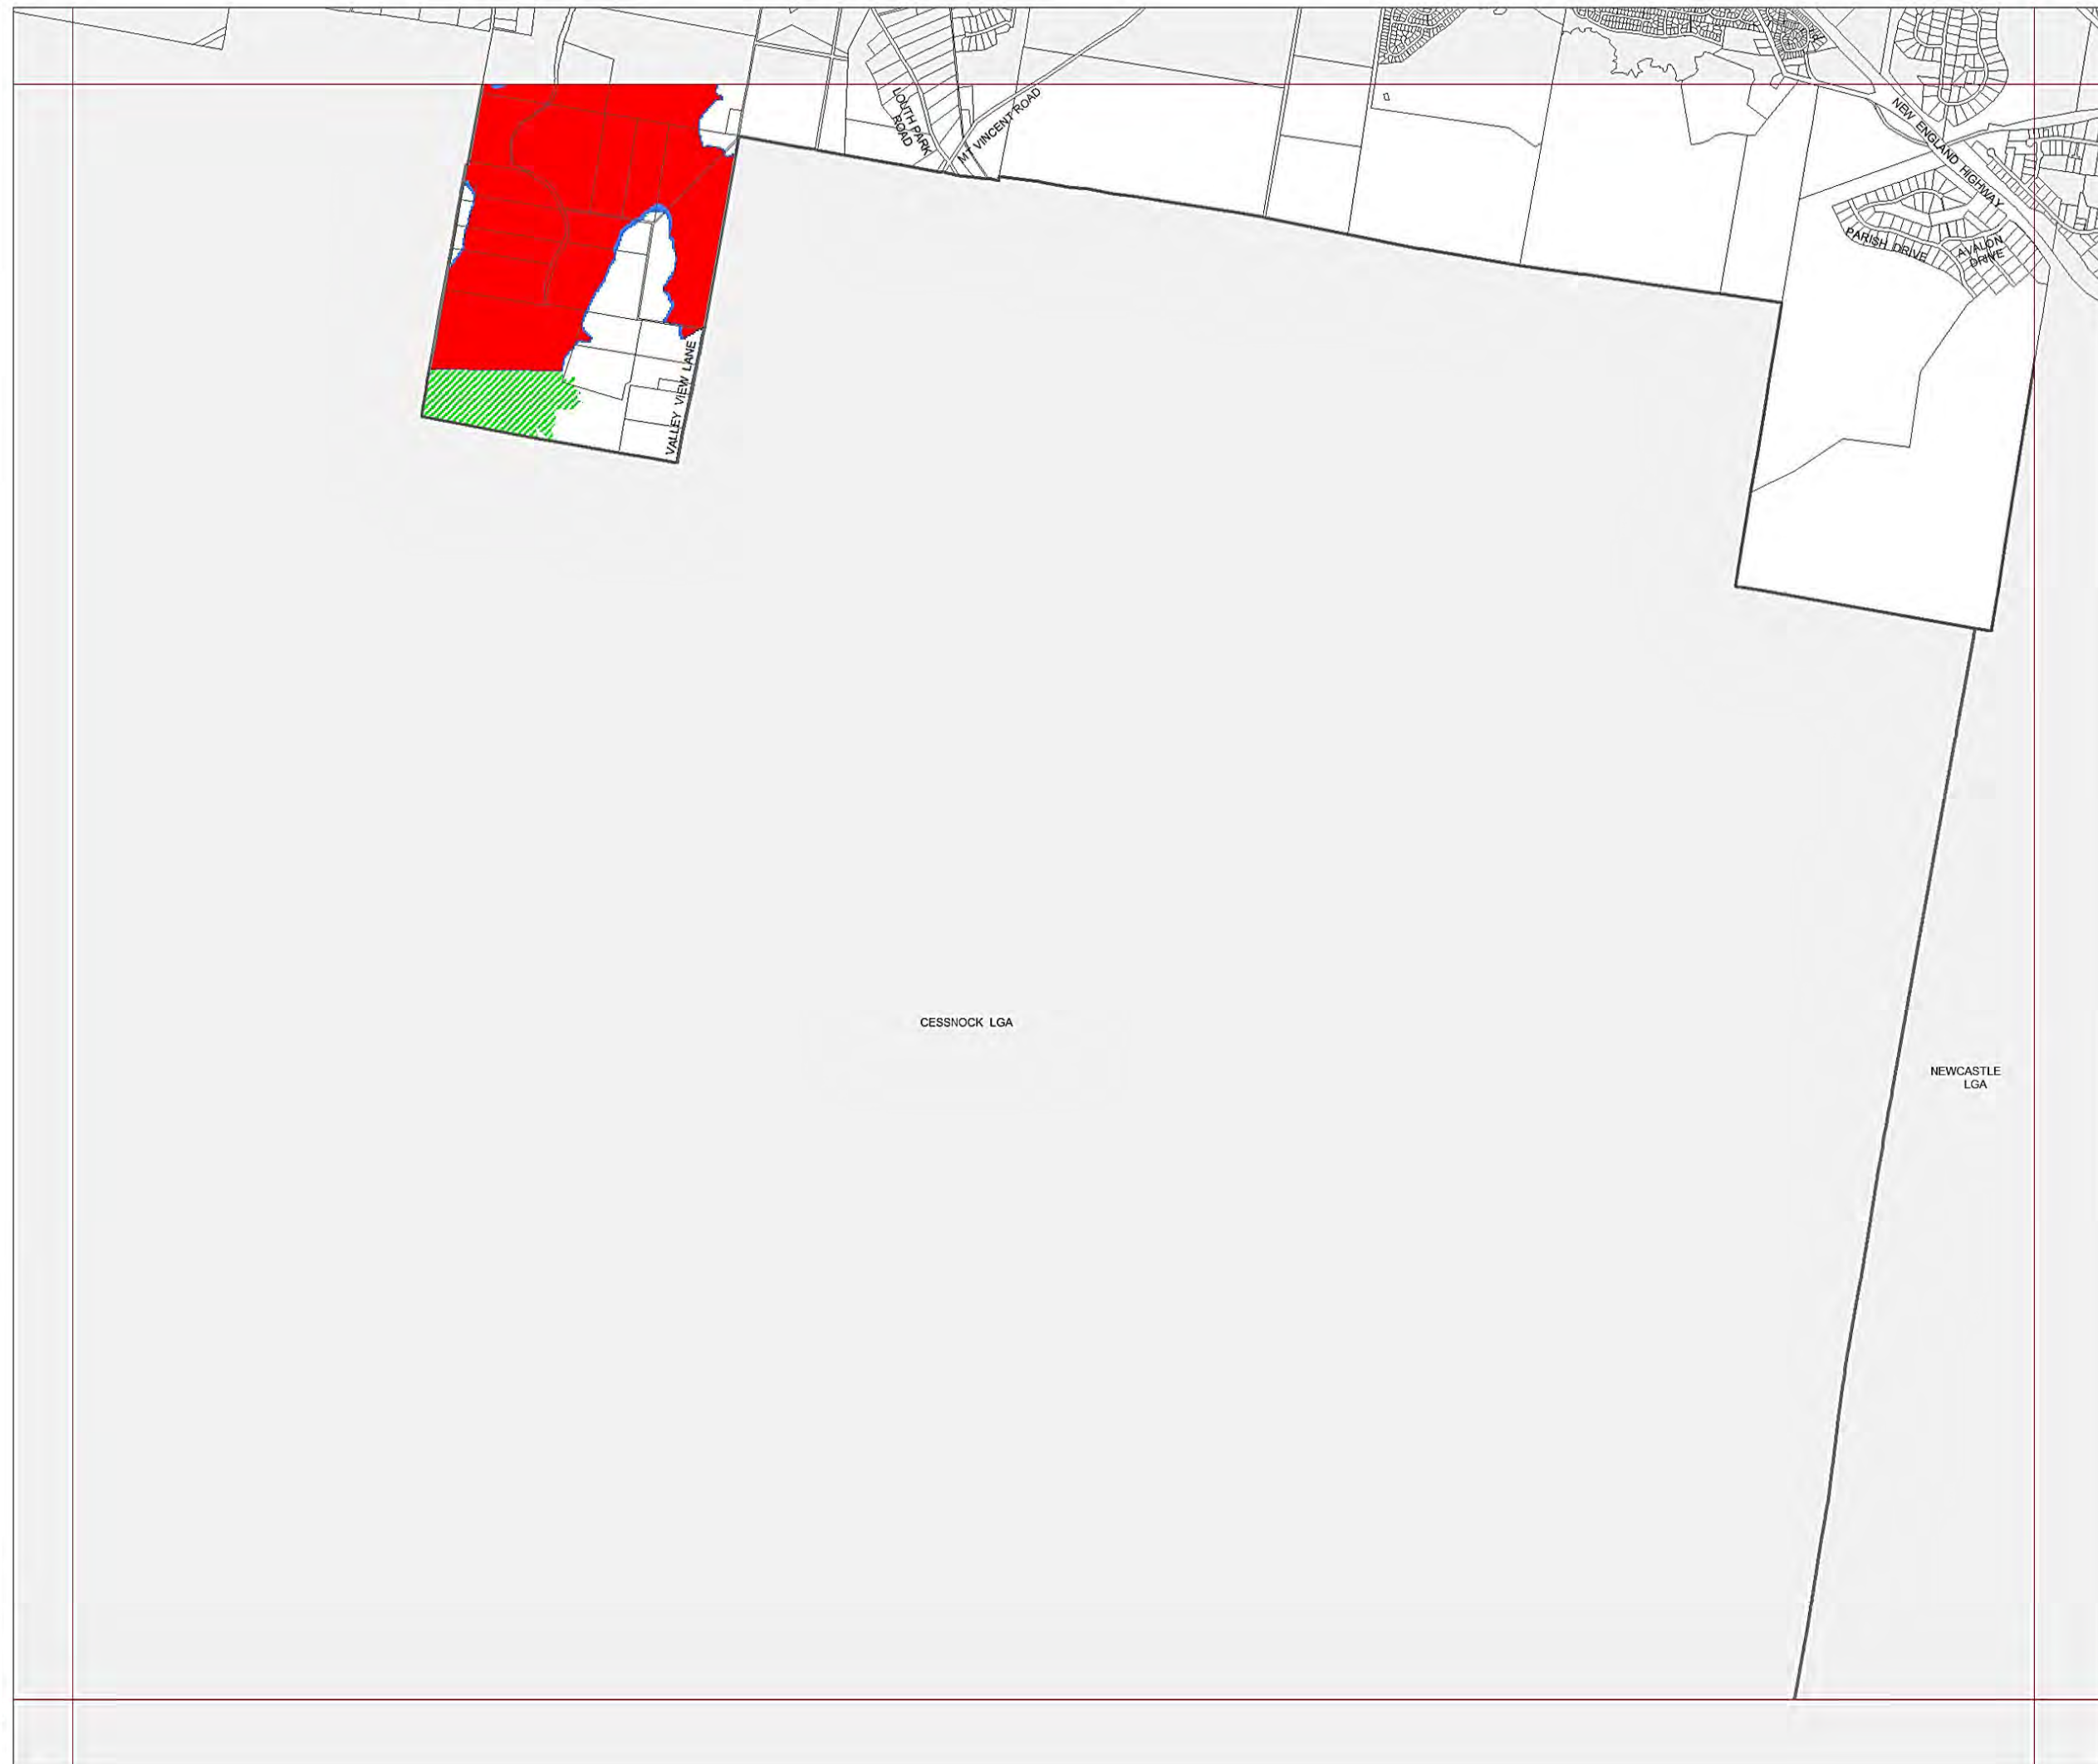 LOUTH PARK
ROAD
MT VINCENT ROAD
NEW ENGLAND HIGHWAY
PARISH DRIVE
AVALON
DRIVE
VALLEY VIEW LANE
CESSNOCK LGA
NEWCASTLE
LGA